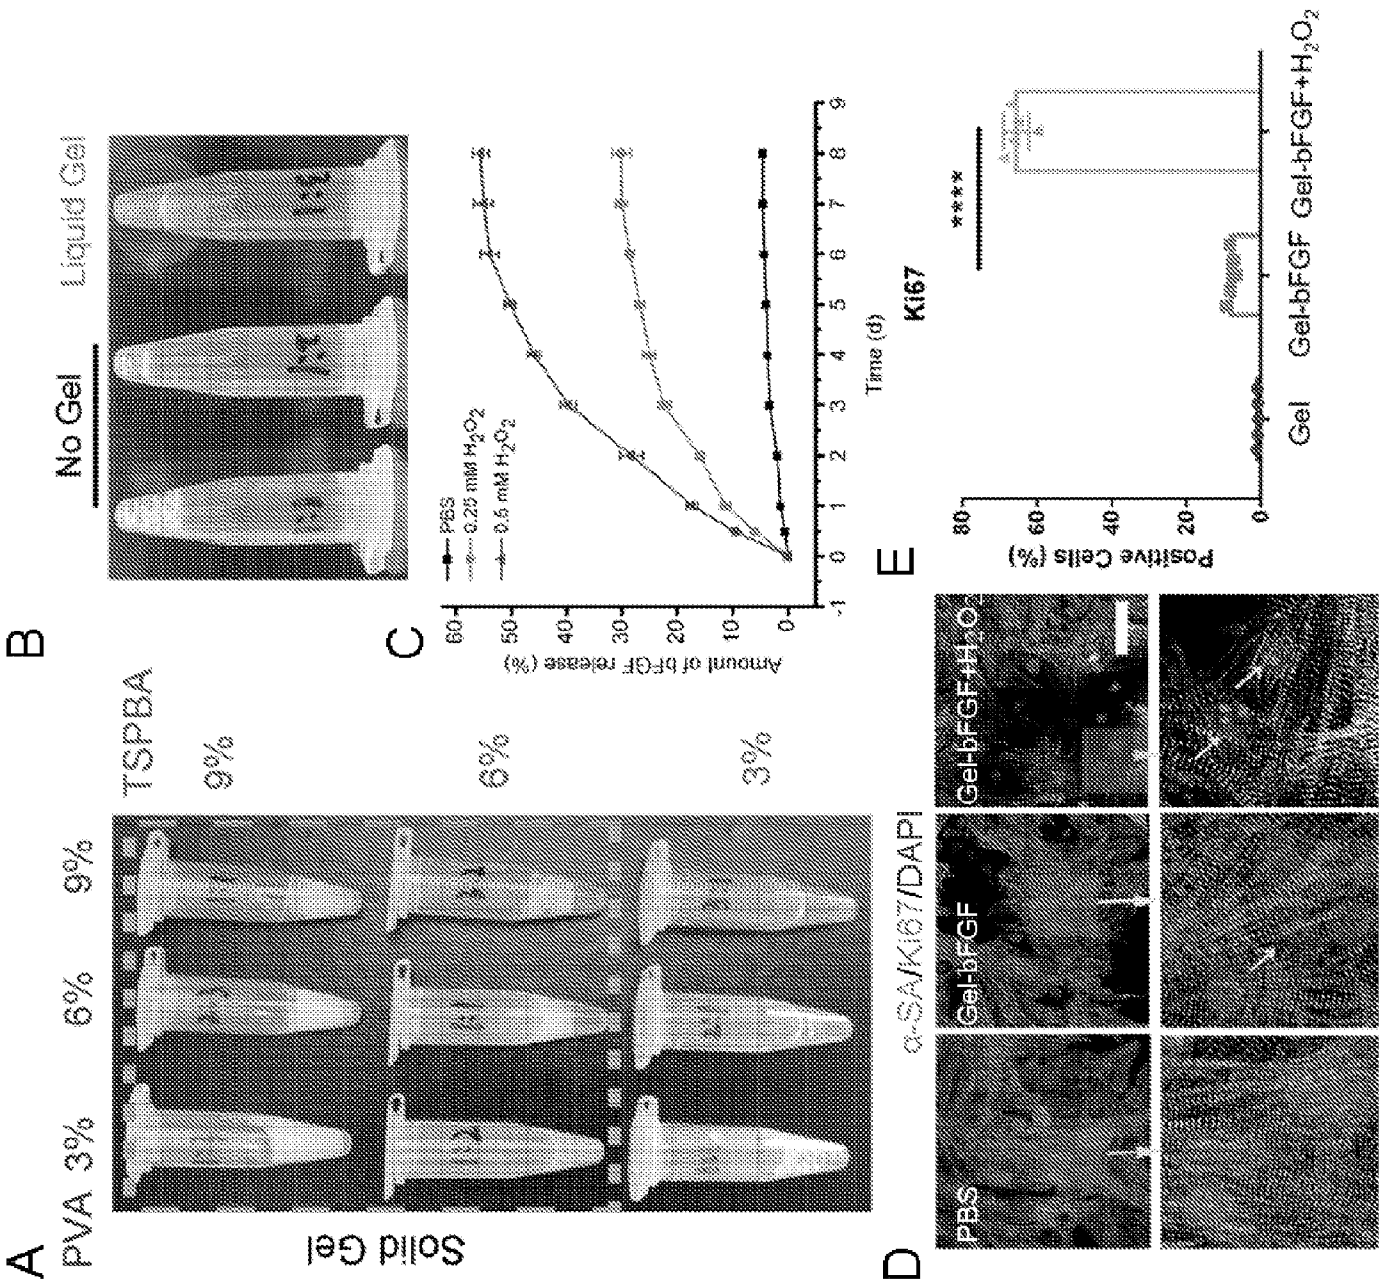 A
PVA 3% 6% 9%
TSPBA
9%
6%
3%
Solid Gel
B
No Gel
Liquid Gel
C
PBS
0.25 mM H2O2
0.5 mM H2O2
Amount of bFGF release (%)
60
50
40
30
20
10
0
-1 0 1 2 3 4 5 6 7 8 9
Time (d)
D
α-SA/Ki67/DAPI
PBS
Gel-bFGF
Gel-bFGF+H2O
E
Ki67
****
Positive Cells (%)
80
60
40
20
0
Gel Gel-bFGF Gel-bFGF+H2O2